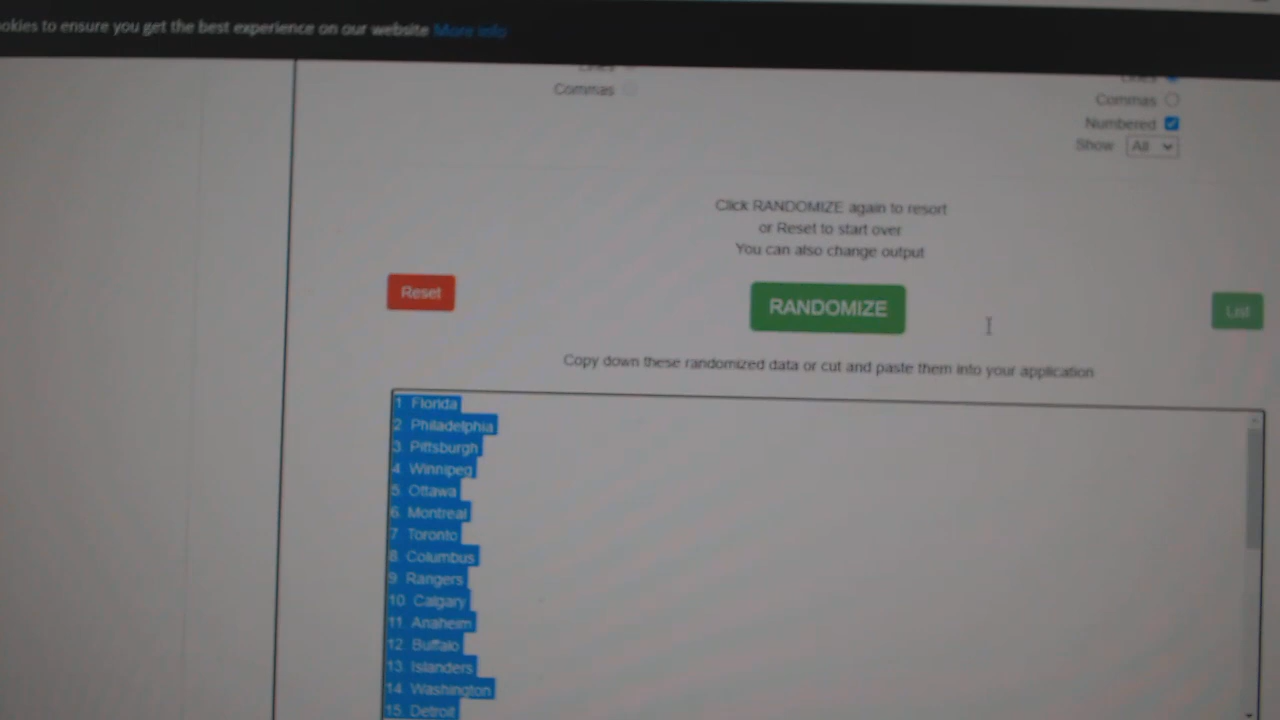 ookies to ensure you get the best experience on our website More info
Lines
Commas
Lines
Commas
Numbered
Show All
Click RANDOMIZE again to resort
or Reset to start over
You can also change output
Reset
RANDOMIZE
List
Copy down these randomized data or cut and paste them into your application
1. Florida
2. Philadelphia
3. Pittsburgh
4. Winnipeg
5. Ottawa
6. Montreal
7. Toronto
8. Columbus
9. Rangers
10. Calgary
11. Anaheim
12. Buffalo
13. Islanders
14. Washington
15. Detroit